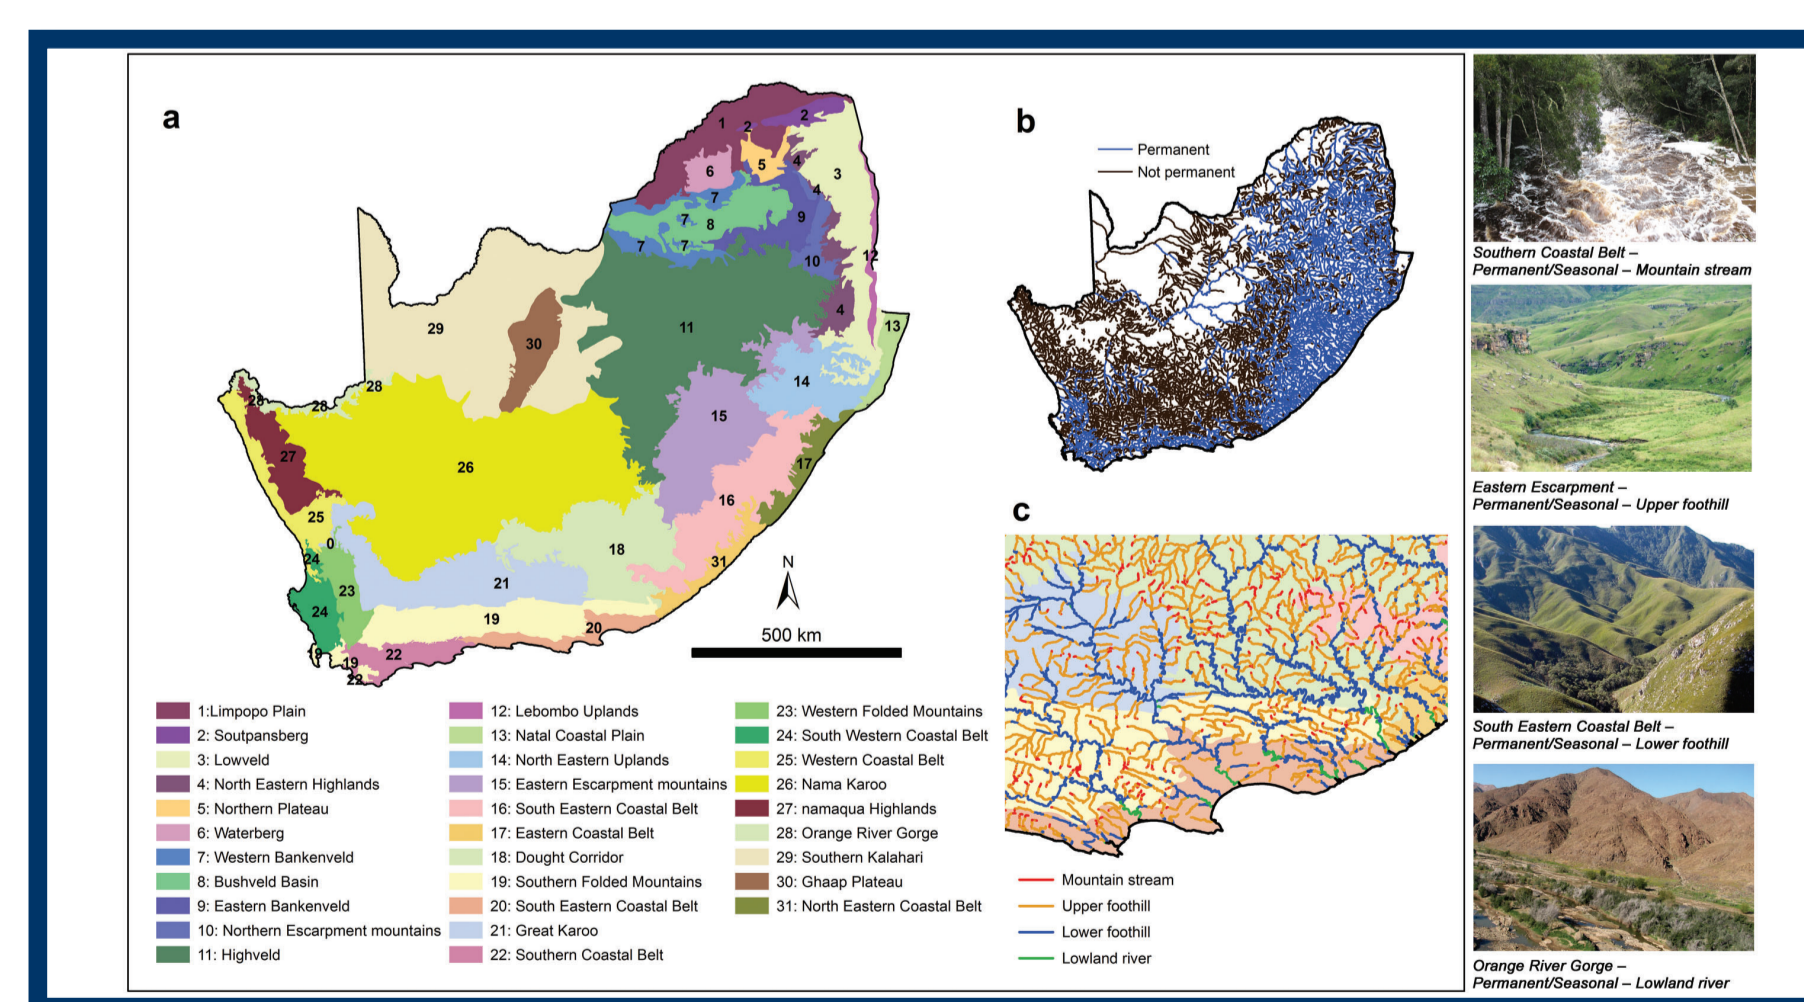 a
1
2
2
3
4
5
6
4
7
7
8
9
7
7
10
12
4
13
11
29
30
14
28
28
28
15
27
26
17
16
25
0
24
18
31
21
23
24
19
20
22
19
19
22
N
500 km
1:Limpopo Plain
2: Soutpansberg
3: Lowveld
4: North Eastern Highlands
5: Northern Plateau
6: Waterberg
7: Western Bankenveld
8: Bushveld Basin
9: Eastern Bankenveld
10: Northern Escarpment mountains
11: Highveld
12: Lebombo Uplands
13: Natal Coastal Plain
14: North Eastern Uplands
15: Eastern Escarpment mountains
16: South Eastern Coastal Belt
17: Eastern Coastal Belt
18: Dought Corridor
19: Southern Folded Mountains
20: South Eastern Coastal Belt
21: Great Karoo
22: Southern Coastal Belt
23: Western Folded Mountains
24: South Western Coastal Belt
25: Western Coastal Belt
26: Nama Karoo
27: namaqua Highlands
28: Orange River Gorge
29: Southern Kalahari
30: Ghaap Plateau
31: North Eastern Coastal Belt
b
Permanent
Not permanent
c
Mountain stream
Upper foothill
Lower foothill
Lowland river
Southern Coastal Belt –
Permanent/Seasonal – Mountain stream
Eastern Escarpment –
Permanent/Seasonal – Upper foothill
South Eastern Coastal Belt –
Permanent/Seasonal – Lower foothill
Orange River Gorge –
Permanent/Seasonal – Lowland river